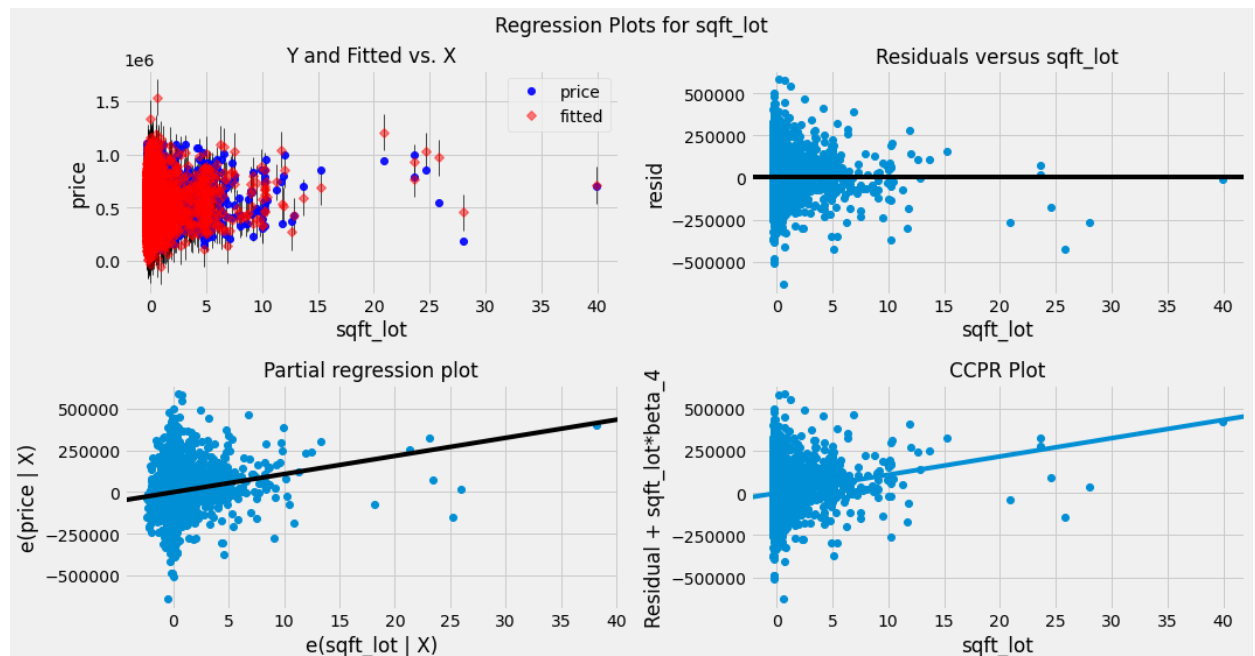 Regression Plots for sqft_lot
Y and Fitted vs. X
1e6
price
fitted
1.5
1.0
0.5
0.0
price
0 5 10 15 20 25 30 35 40
sqft_lot
Residuals versus sqft_lot
500000
250000
0
−250000
−500000
resid
0 5 10 15 20 25 30 35 40
sqft_lot
Partial regression plot
500000
250000
0
−250000
−500000
e(price | X)
0 5 10 15 20 25 30 35 40
e(sqft_lot | X)
CCPR Plot
500000
250000
0
−250000
−500000
Residual + sqft_lot*beta_4
0 5 10 15 20 25 30 35 40
sqft_lot